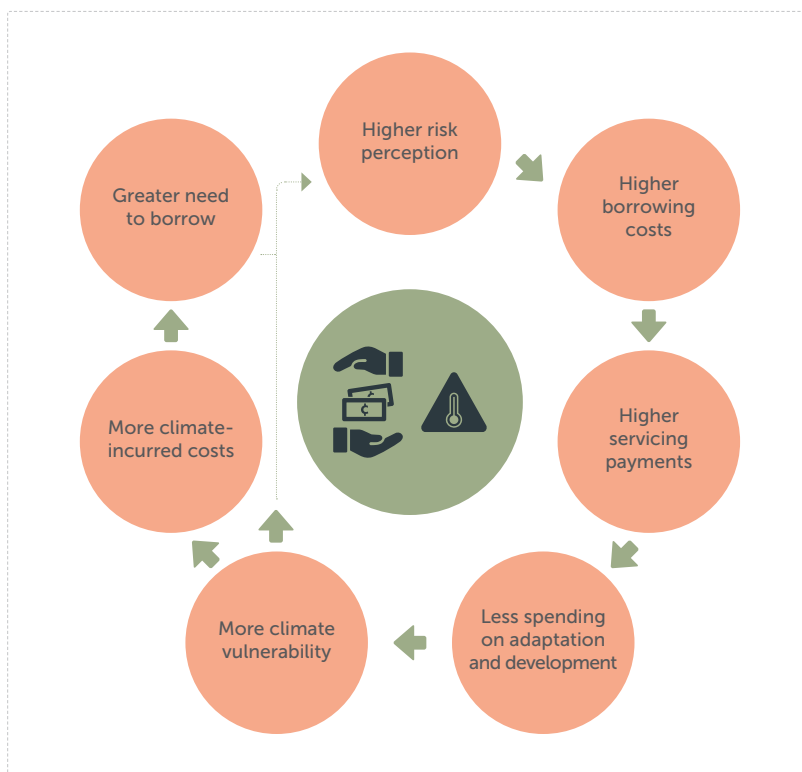 Higher risk
perception
Higher
borrowing
costs
Higher
servicing
payments
Less spending
on adaptation
and development
More climate
vulnerability
More climate-
incurred costs
Greater need
to borrow
¢